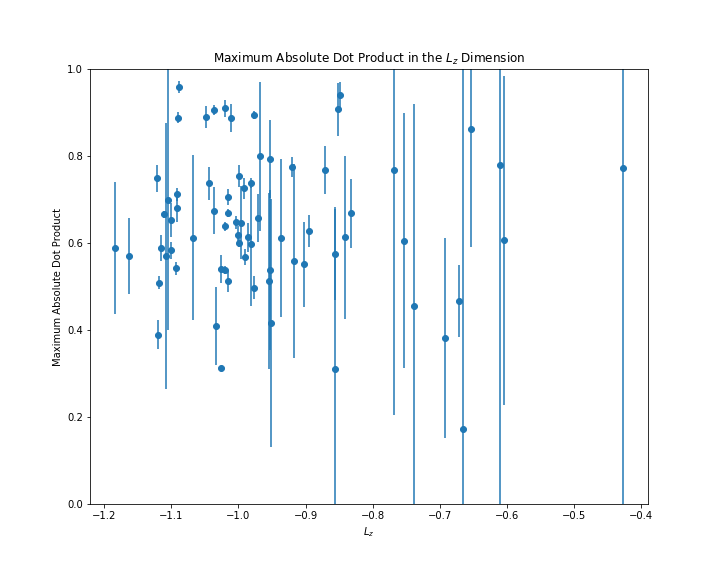 Maximum Absolute Dot Product in the $L_z$ Dimension
Maximum Absolute Dot Product
1.0
0.8
0.6
0.4
0.2
0.0
−1.2 −1.1 −1.0 −0.9 −0.8 −0.7 −0.6 −0.5 −0.4
$L_z$